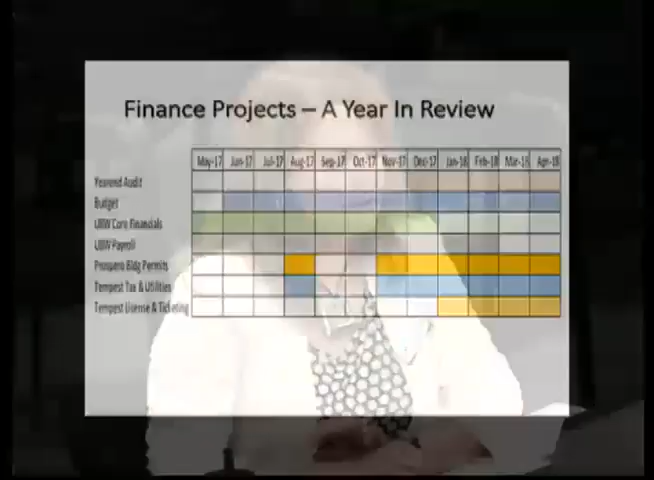 Finance Projects – A Year In Review
May-17 Jun-17 Jul-17 Aug-17 Sep-17 Oct-17 Nov-17 Dec-17 Jan-18 Feb-18 Mar-18 Apr-18
Yearend Audit
Budget
UBW Core Financials
UBW Payroll
Prospero Bldg Permits
Tempest Tax & Utilities
Tempest License & Ticketing